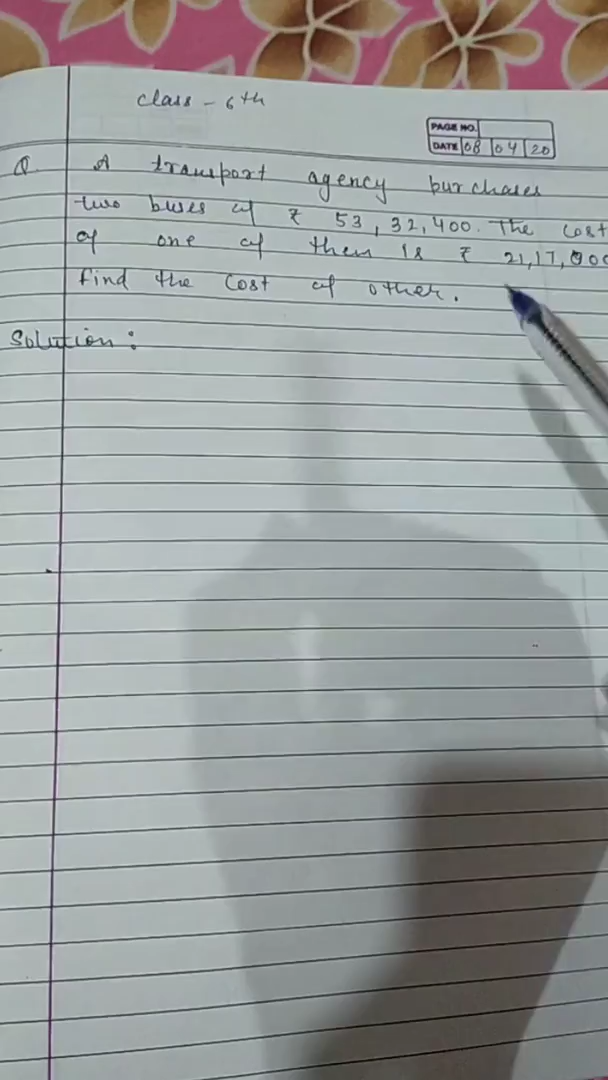 class - 6th
PAGE NO.
DATE 08 04 20
Q. A transport agency purchases
two buses of ₹ 53,32,400. The cost
of one of them is ₹ 21,17,000
find the cost of other.
Solution: